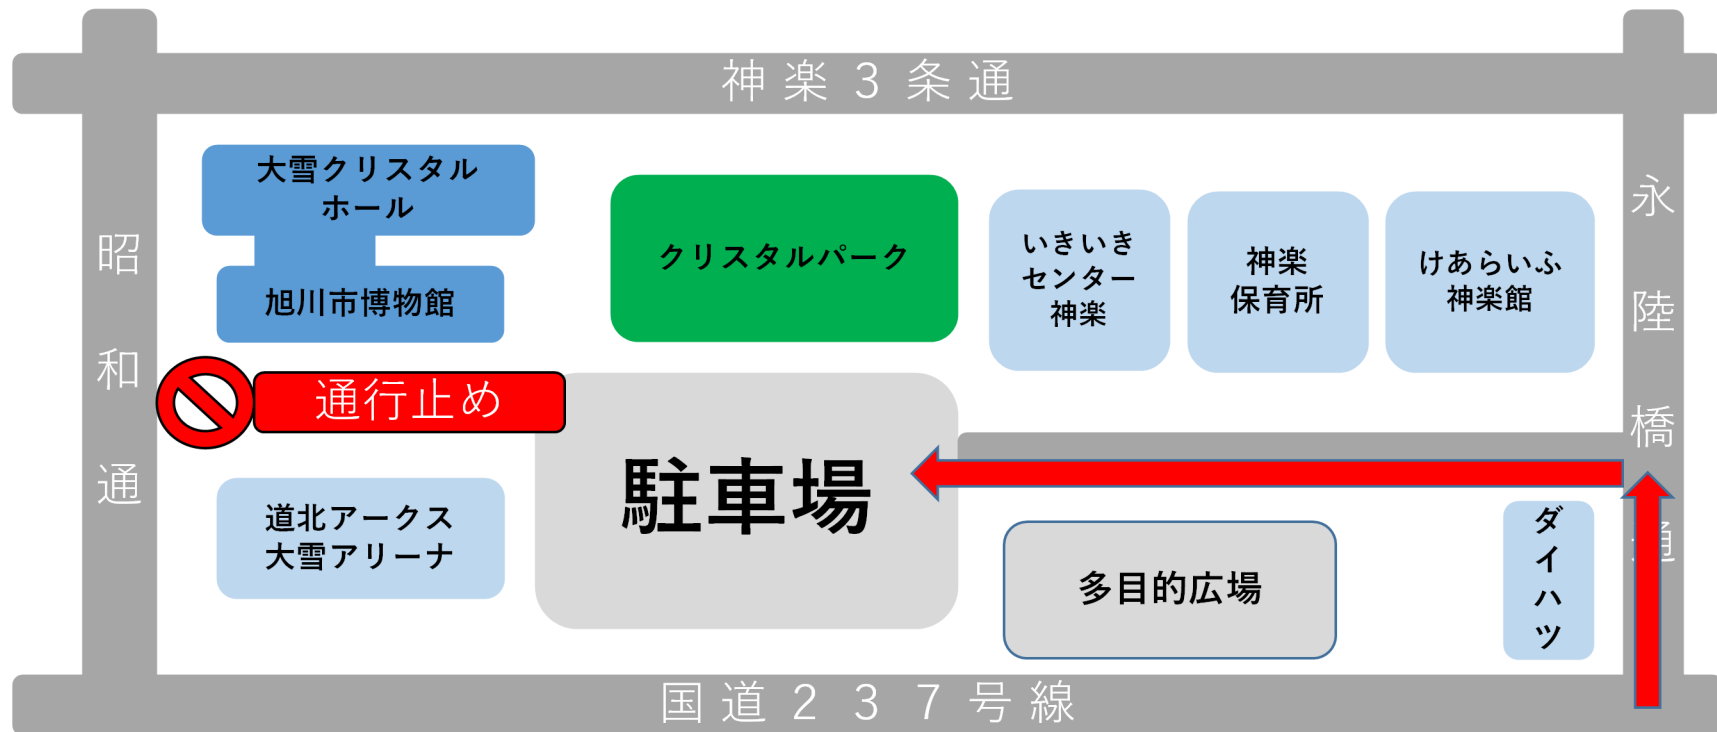 神楽３条通
大雪クリスタル
ホール
旭川市博物館
クリスタルパーク
いきいき
センター
神楽
神楽
保育所
けあらいふ
神楽館
昭和通
永陸橋通
通行止め
駐車場
道北アークス
大雪アリーナ
多目的広場
ダイハツ
国道２３７号線